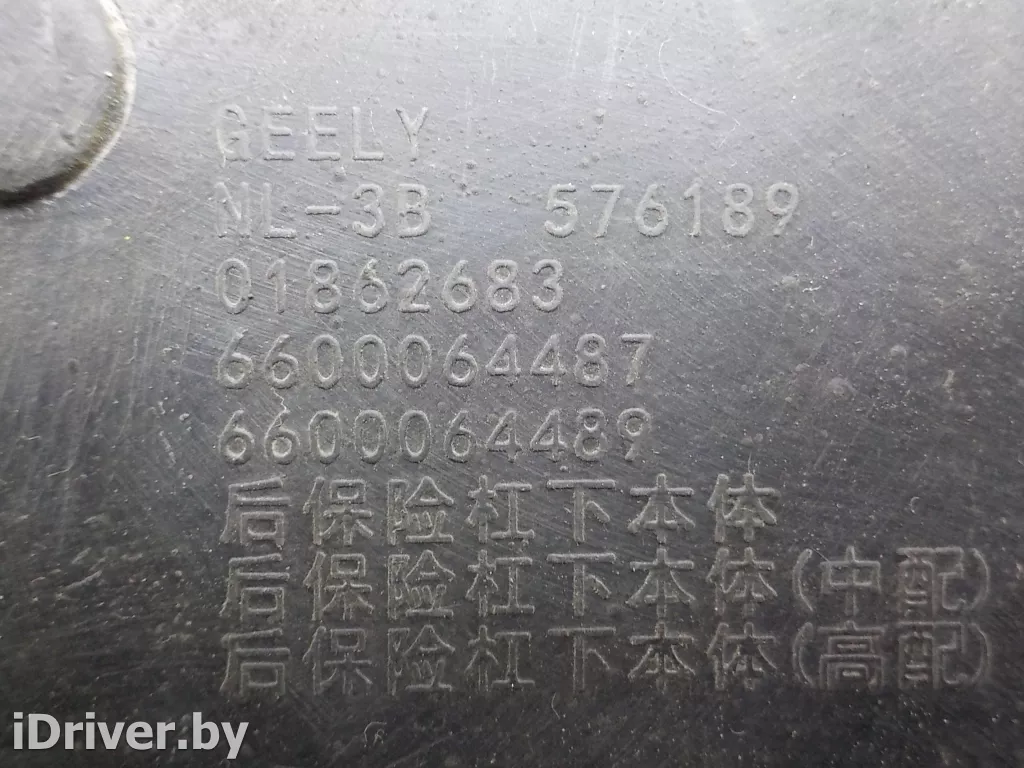 GEELY
NL-3B 576189
01862683
6600064487
6600064489
后保险杠下本体
后保险杠下本体(中配)
后保险杠下本体(高配)
iDriver.by